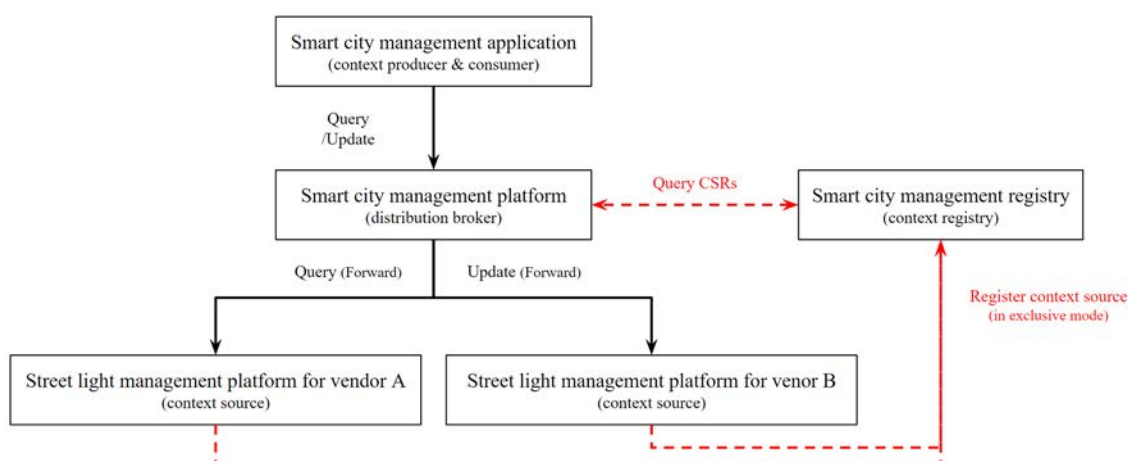 Smart city management application
(context producer & consumer)
Query
/Update
Smart city management platform
(distribution broker)
Query CSRs
Smart city management registry
(context registry)
Query (Forward)
Update (Forward)
Register context source
(in exclusive mode)
Street light management platform for vendor A
(context source)
Street light management platform for venor B
(context source)